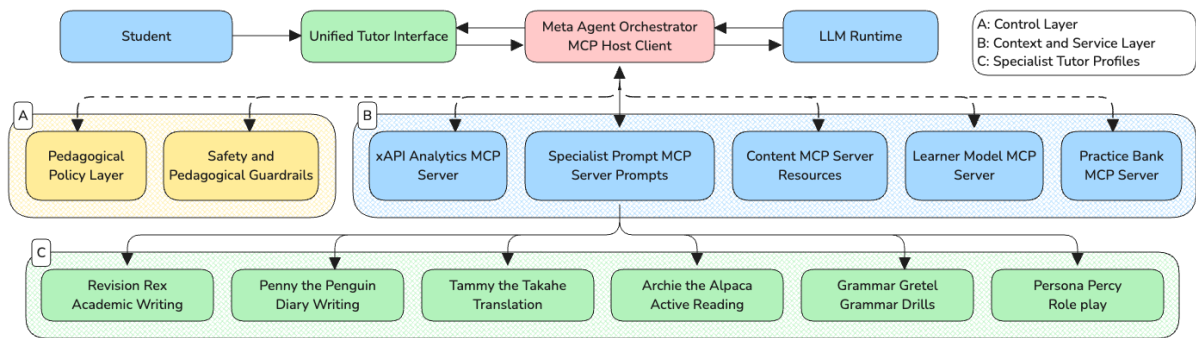 Student
Unified Tutor Interface
Meta Agent Orchestrator
MCP Host Client
LLM Runtime
A: Control Layer
B: Context and Service Layer
C: Specialist Tutor Profiles
A
Pedagogical
Policy Layer
Safety and
Pedagogical Guardrails
B
xAPI Analytics MCP
Server
Specialist Prompt MCP
Server Prompts
Content MCP Server
Resources
Learner Model MCP
Server
Practice Bank
MCP Server
C
Revision Rex
Academic Writing
Penny the Penguin
Diary Writing
Tammy the Takahe
Translation
Archie the Alpaca
Active Reading
Grammar Gretel
Grammar Drills
Persona Percy
Role play